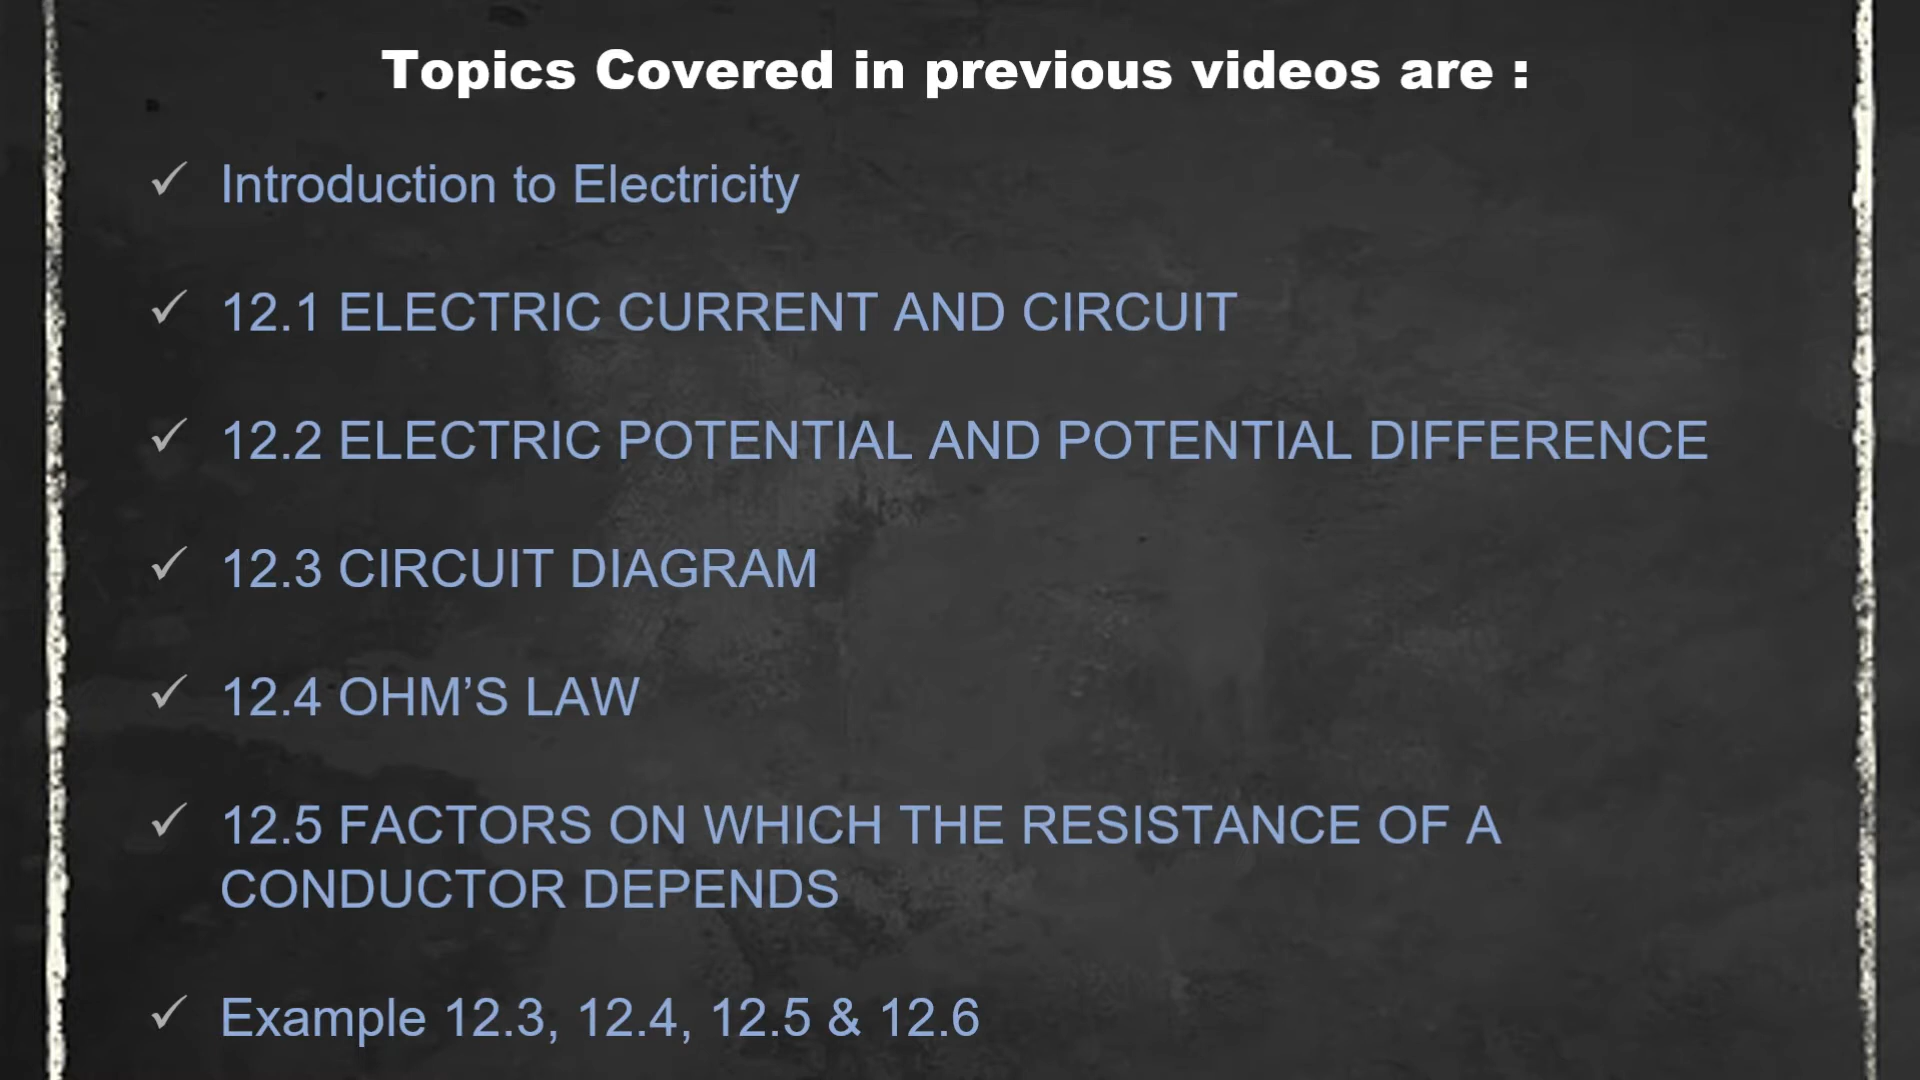 Topics Covered in previous videos are :
✓ Introduction to Electricity
✓ 12.1 ELECTRIC CURRENT AND CIRCUIT
✓ 12.2 ELECTRIC POTENTIAL AND POTENTIAL DIFFERENCE
✓ 12.3 CIRCUIT DIAGRAM
✓ 12.4 OHM’S LAW
✓ 12.5 FACTORS ON WHICH THE RESISTANCE OF A
CONDUCTOR DEPENDS
✓ Example 12.3, 12.4, 12.5 & 12.6